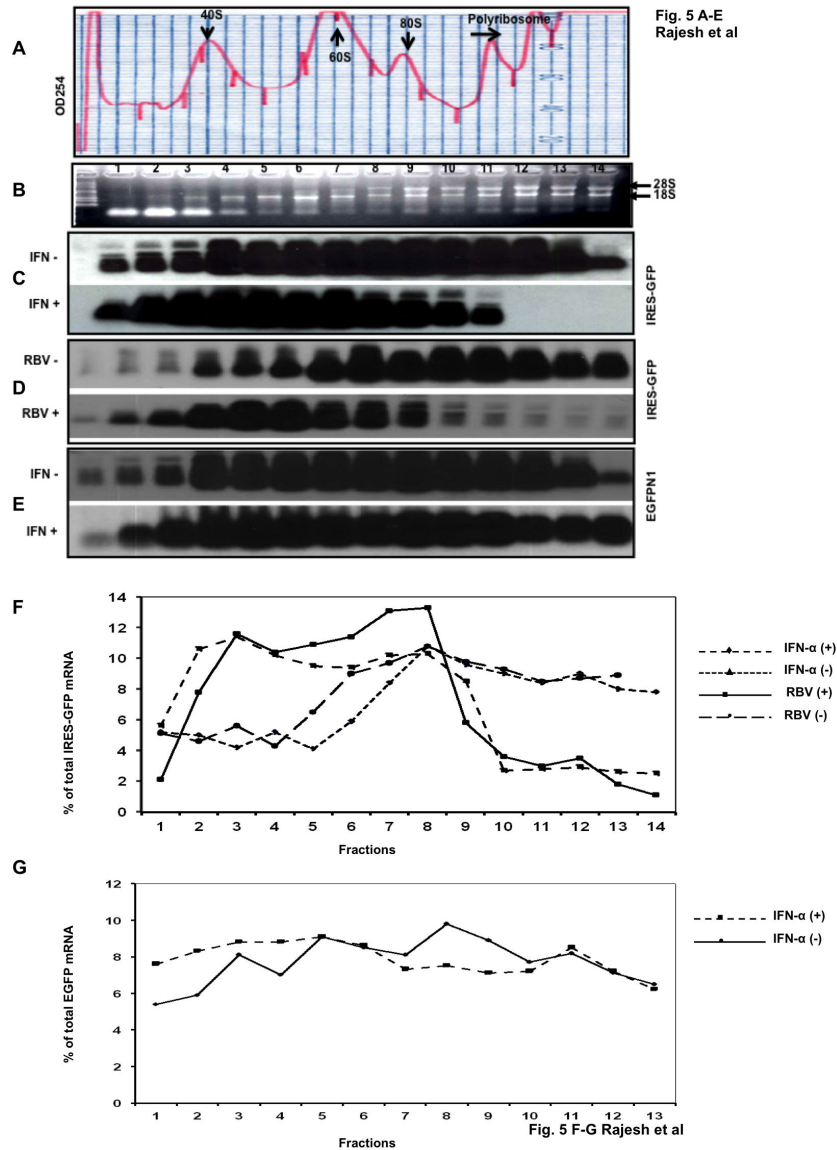 Fig. 5 A-E
Rajesh et al
A
40S
60S
80S
Polyribosome
OD254
B
1 2 3 4 5 6 7 8 9 10 11 12 13 14
28S
18S
C
IFN -
IFN +
IRES-GFP
D
RBV -
RBV +
IRES-GFP
E
IFN -
IFN +
EGFPN1
F
% of total IRES-GFP mRNA
14
12
10
8
6
4
2
0
1 2 3 4 5 6 7 8 9 10 11 12 13 14
Fractions
IFN-α (+)
IFN-α (-)
RBV (+)
RBV (-)
G
% of total EGFP mRNA
12
10
8
6
4
2
0
1 2 3 4 5 6 7 8 9 10 11 12 13
Fractions
IFN-α (+)
IFN-α (-)
Fig. 5 F-G Rajesh et al